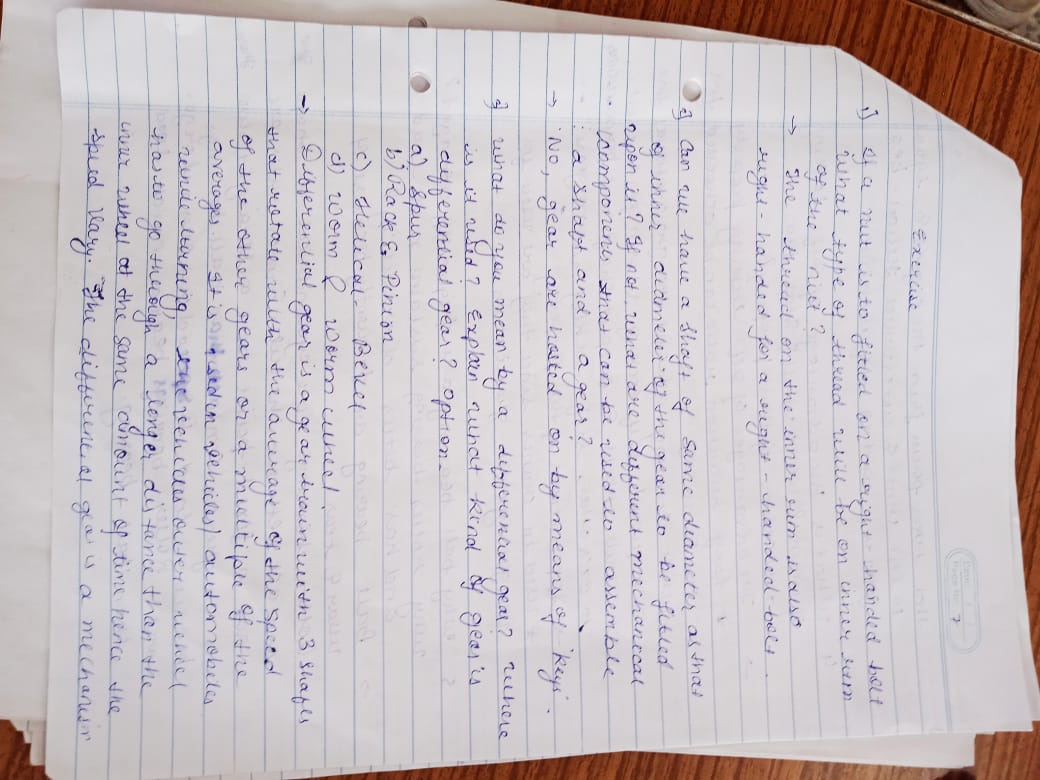 7
Exercise
1) If a nut is to fitted on a right-handed bolt
What type of thread will be on inner rim
of the nut?
→ The thread on the inner rim is also
right-handed for a right-handed-bolt.
2) Can we have a shaft of same diameter as that
of inner diameter of the gear to be fitted
upon it? If not what are different mechanical
components that can be used to assemble
a shaft and a gear?
→ 'No, gear are hosted on by means of 'keys'.
3) What do you mean by a differential gear? Where
is it used? Explain what kind of gear is
differential gear? option
a) Spur
b) Rack & Pinion
c) Helical Bevel
d) Worm & Worm wheel
→ Differential gear is a gear train with 3 shafts
that rotate with the average of the speed
of the other gears or a multiple of the
averages. It is used in vehicles/automobiles
while turning, the outer wheel
has to go through a longer distance than the
inner wheel at the same amount of time hence the
speed vary. The differential gear is a mechanism